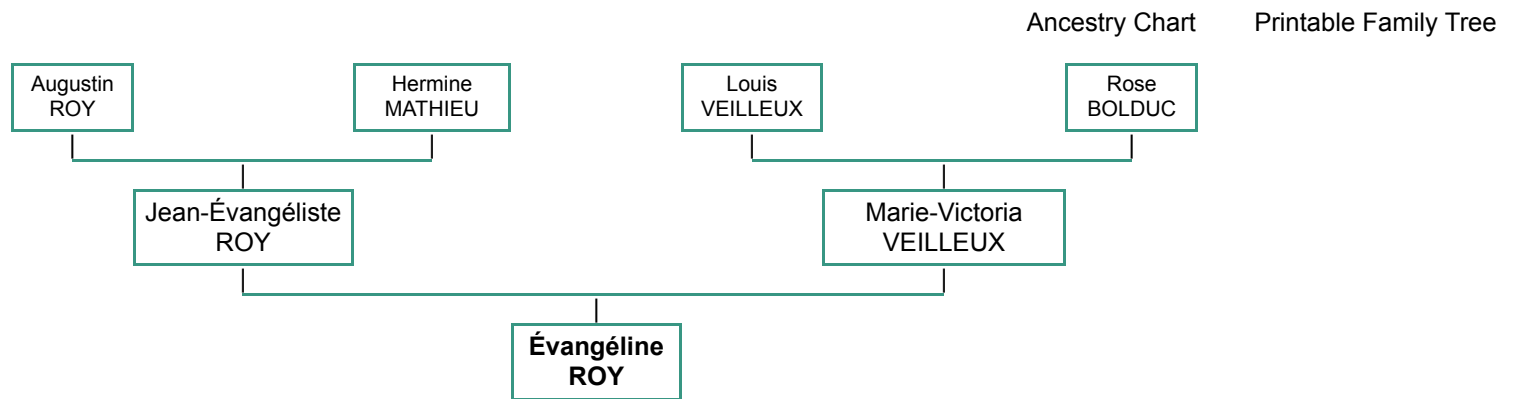 Ancestry Chart Printable Family Tree
Augustin
ROY
Hermine
MATHIEU
Louis
VEILLEUX
Rose
BOLDUC
Jean-Évangéliste
ROY
Marie-Victoria
VEILLEUX
Évangéline
ROY